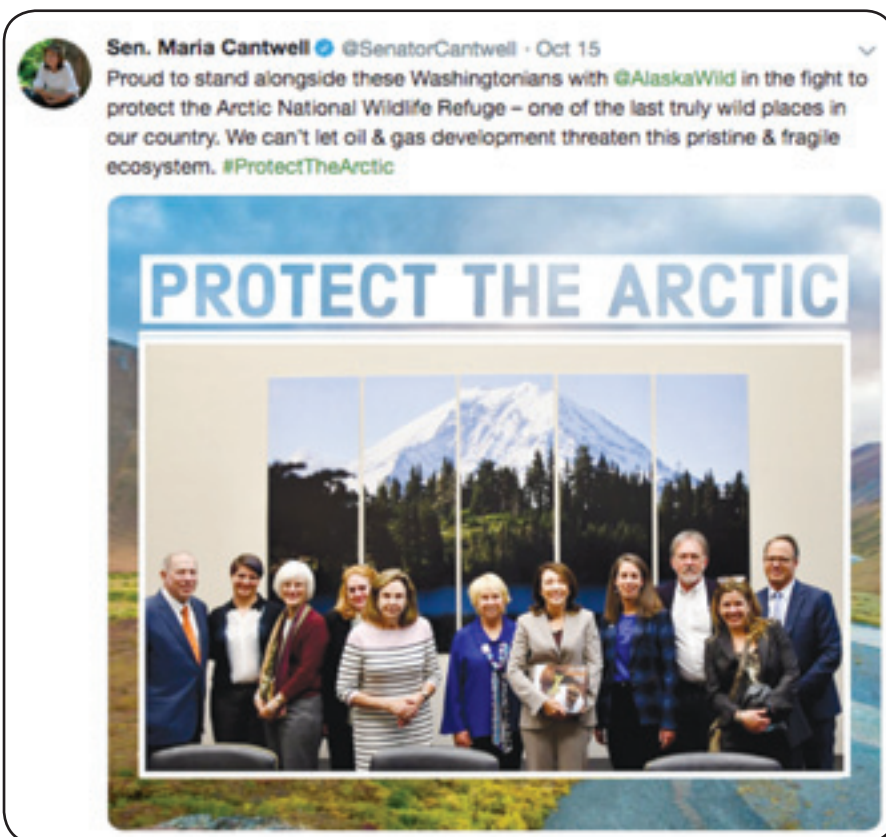 Sen. Maria Cantwell @SenatorCantwell · Oct 15
Proud to stand alongside these Washingtonians with @AlaskaWild in the fight to
protect the Arctic National Wildlife Refuge – one of the last truly wild places in
our country. We can't let oil & gas development threaten this pristine & fragile
ecosystem. #ProtectTheArctic
PROTECT THE ARCTIC